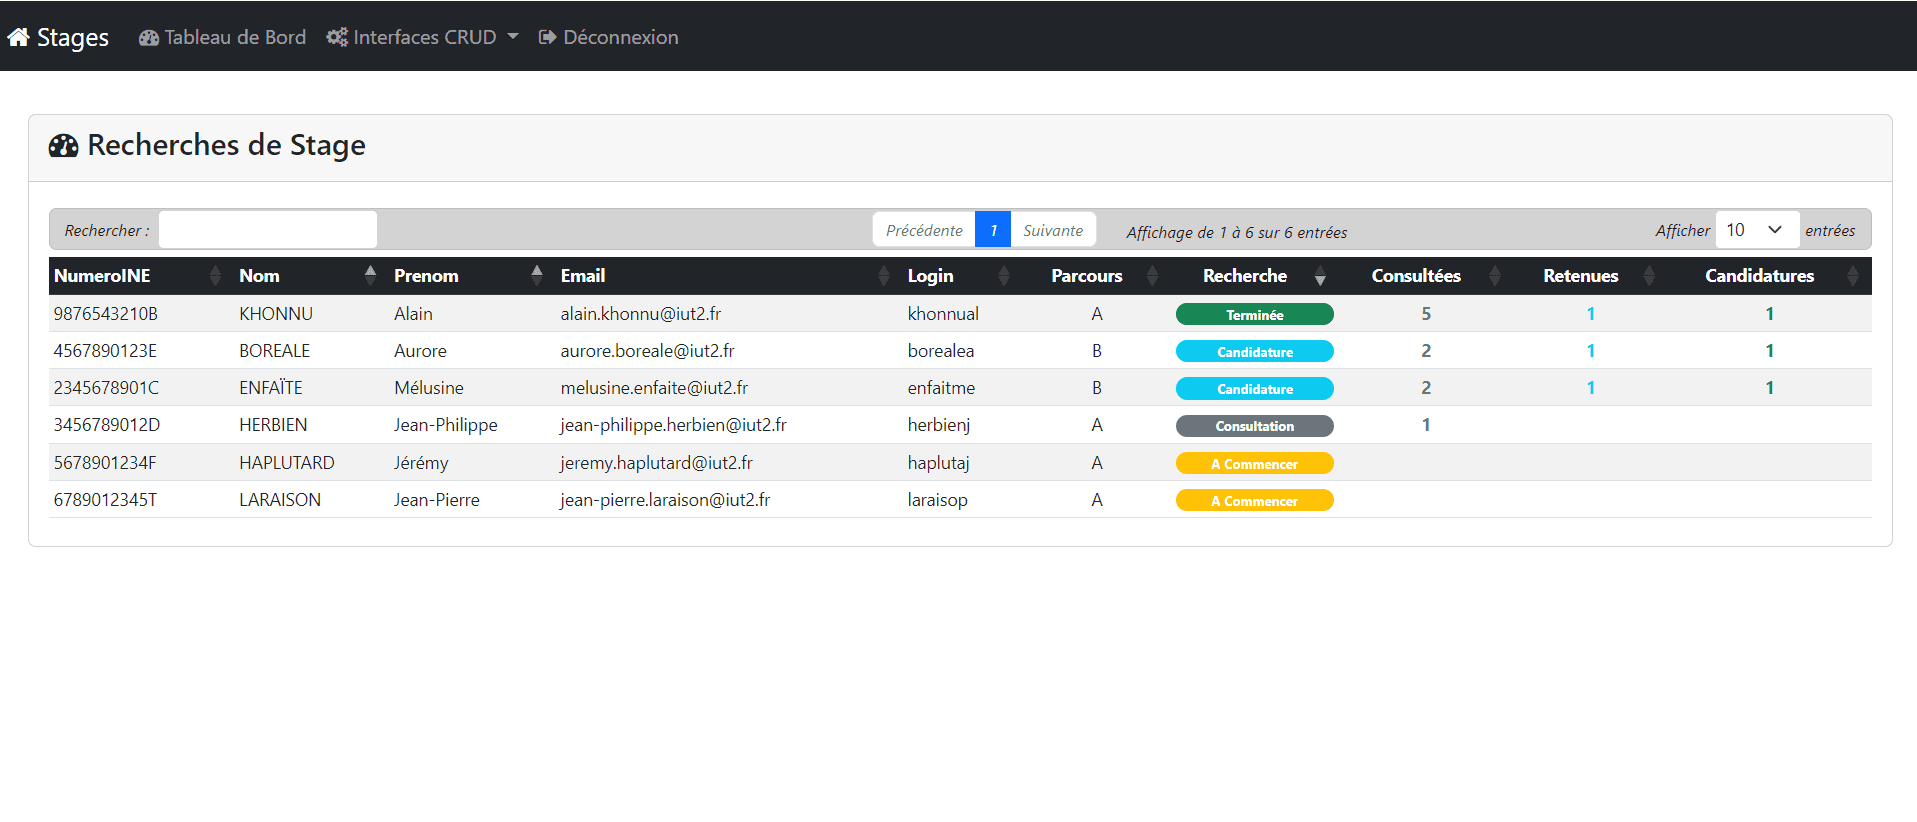 Stages Tableau de Bord Interfaces CRUD Déconnexion
Recherches de Stage
Rechercher : Précédente 1 Suivante Affichage de 1 à 6 sur 6 entrées Afficher 10 entrées
NumeroINE Nom Prenom Email Login Parcours Recherche Consultées Retenues Candidatures
9876543210B KHONNU Alain alain.khonnu@iut2.fr khonnual A Terminée 5 1 1
4567890123E BOREALE Aurore aurore.boreale@iut2.fr borealea B Candidature 2 1 1
2345678901C ENFAÏTE Mélusine melusine.enfaite@iut2.fr enfaitme B Candidature 2 1 1
3456789012D HERBIEN Jean-Philippe jean-philippe.herbien@iut2.fr herbienj A Consultation 1
5678901234F HAPLUTARD Jérémy jeremy.haplutard@iut2.fr haplutaj A A Commencer
6789012345T LARAISON Jean-Pierre jean-pierre.laraison@iut2.fr laraisop A A Commencer